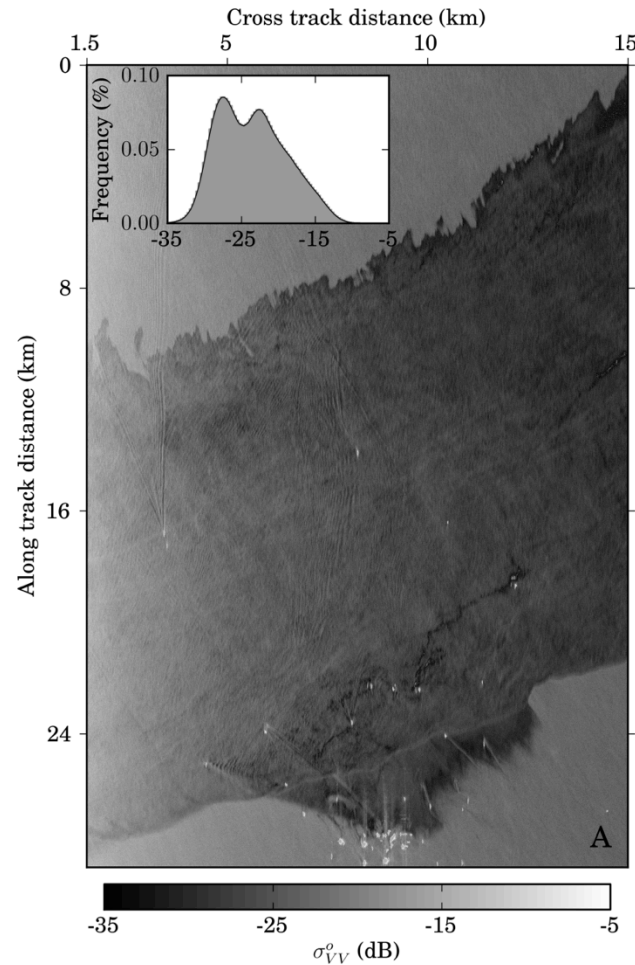 Cross track distance (km)
1.5 5 10 15
0
8
16
24
Along track distance (km)
0.10
0.05
0.00
Frequency (%)
-35 -25 -15 -5
A
-35 -25 -15 -5
σ°VV (dB)